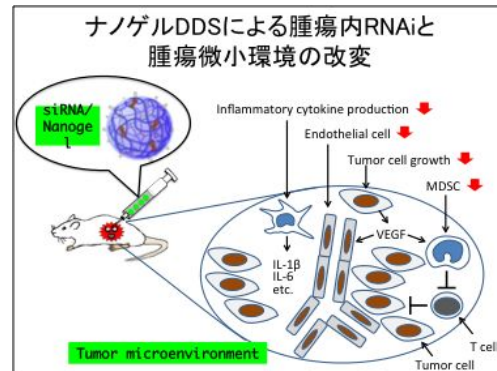 ナノゲルDDSによる腫瘍内RNAiと
腫瘍微小環境の改変
siRNA/
Nanoge
l
Inflammatory cytokine production
Endothelial cell
Tumor cell growth
MDSC
VEGF
IL-1β
IL-6
etc.
T cell
Tumor cell
Tumor microenvironment